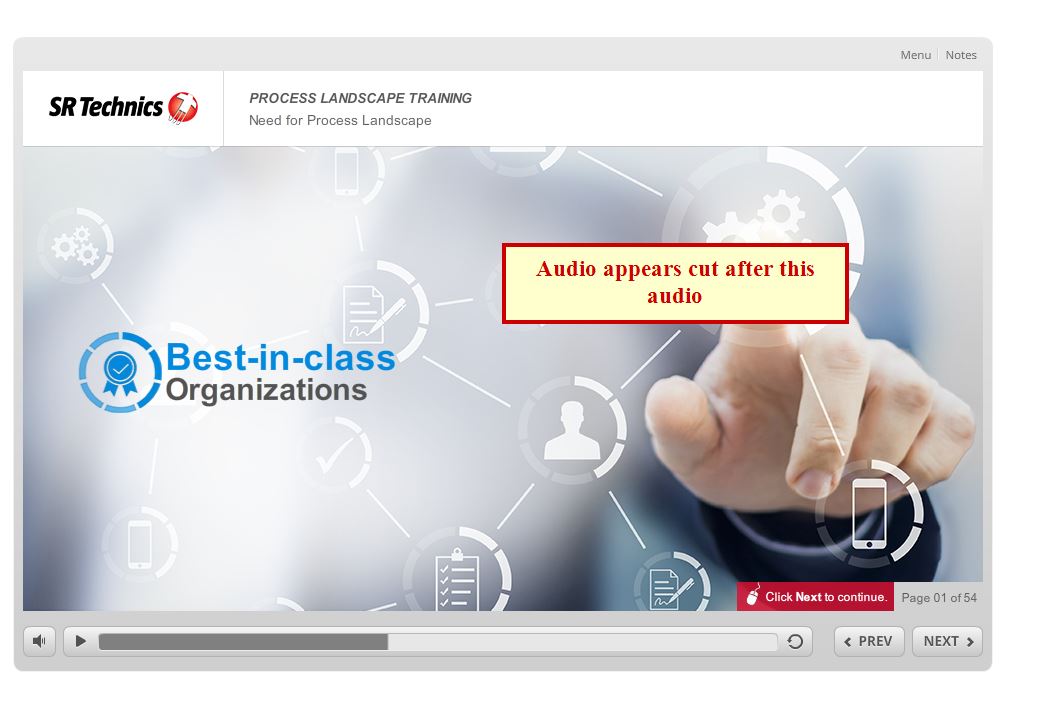 Menu
Notes
SR Technics
PROCESS LANDSCAPE TRAINING
Need for Process Landscape
Audio appears cut after this
audio
Best-in-class
Organizations
Click Next to continue.
Page 01 of 54
PREV
NEXT